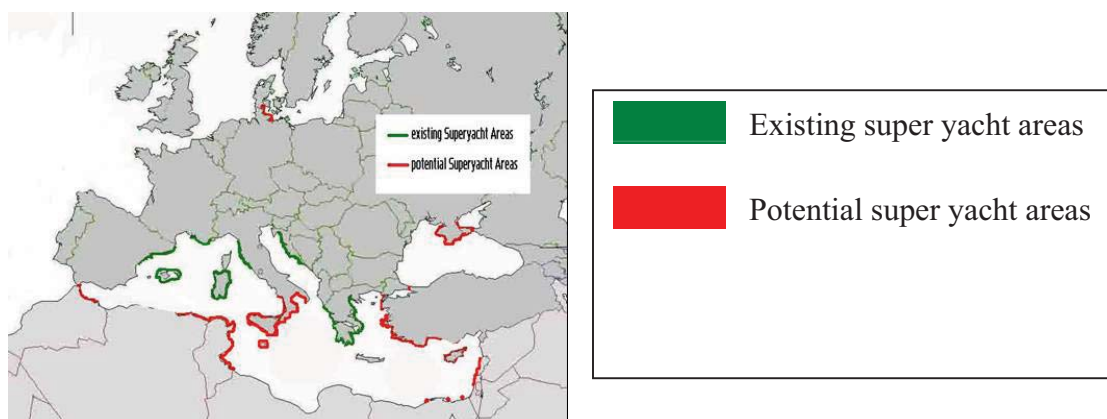 existing Superyacht Areas
potential Superyacht Areas
Existing super yacht areas
Potential super yacht areas